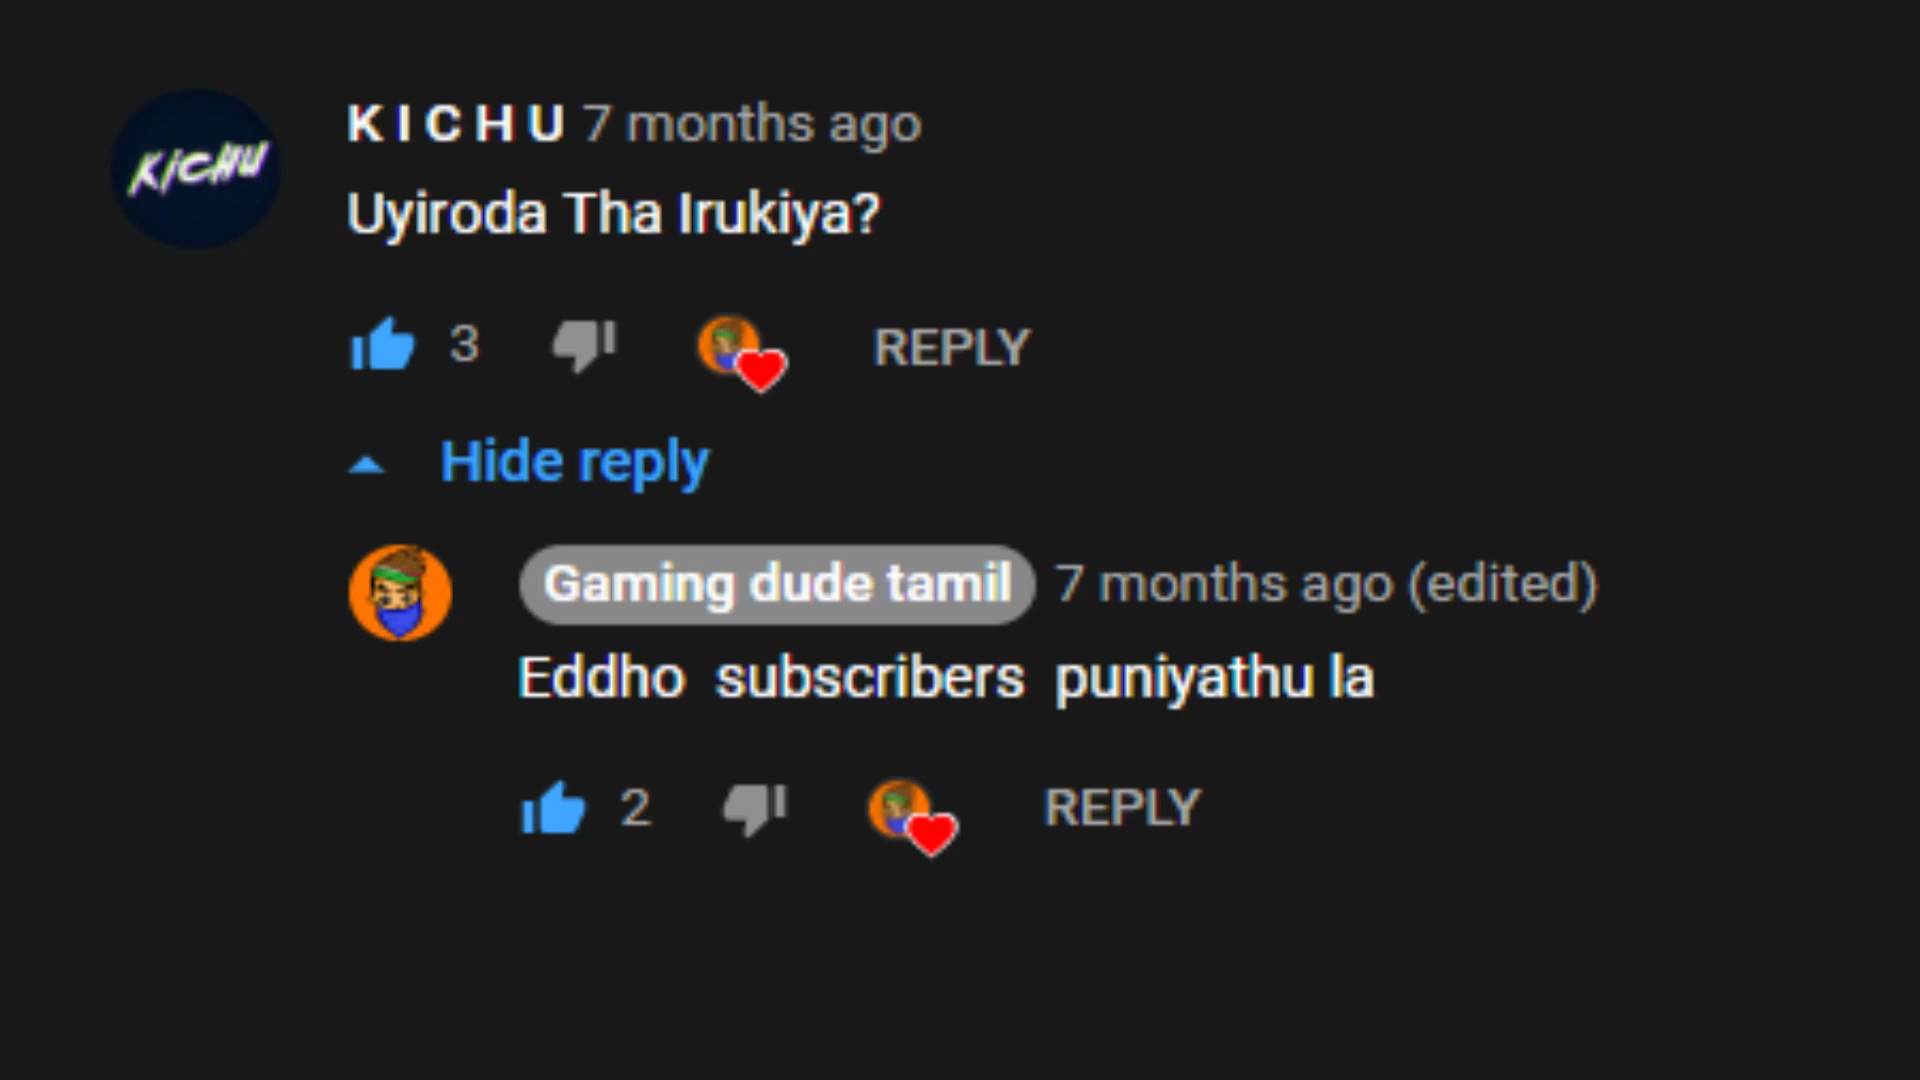 KICHU
K I C H U 7 months ago
Uyiroda Tha Irukiya?
3 REPLY
Hide reply
Gaming dude tamil 7 months ago (edited)
Eddho subscribers puniyathu la
2 REPLY